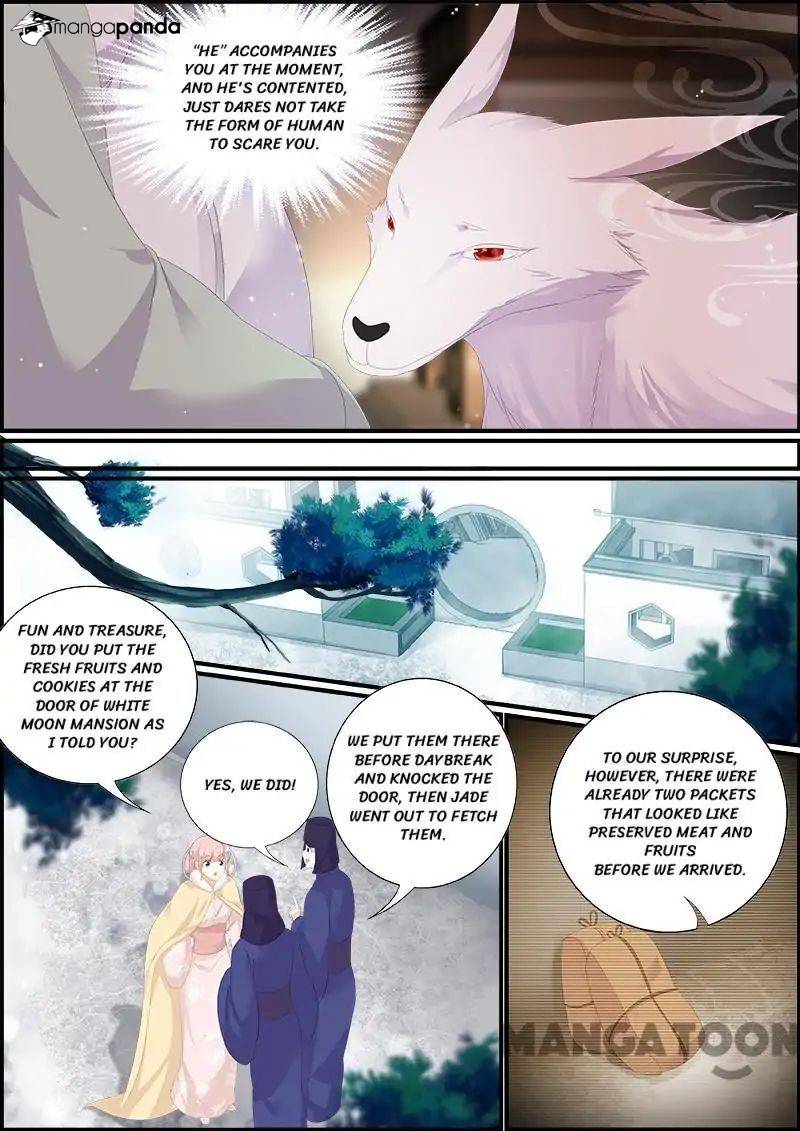 mangapanda
"HE" ACCOMPANIES
YOU AT THE MOMENT,
AND HE'S CONTENTED,
JUST DARES NOT TAKE
THE FORM OF HUMAN
TO SCARE YOU.
FUN AND TREASURE,
DID YOU PUT THE
FRESH FRUITS AND
COOKIES AT THE
DOOR OF WHITE
MOON MANSION AS
I TOLD YOU?
YES, WE DID!
WE PUT THEM THERE
BEFORE DAYBREAK
AND KNOCKED THE
DOOR, THEN JADE
WENT OUT TO FETCH
THEM.
TO OUR SURPRISE,
HOWEVER, THERE WERE
ALREADY TWO PACKETS
THAT LOOKED LIKE
PRESERVED MEAT AND
FRUITS
BEFORE WE ARRIVED.
MANGATOON